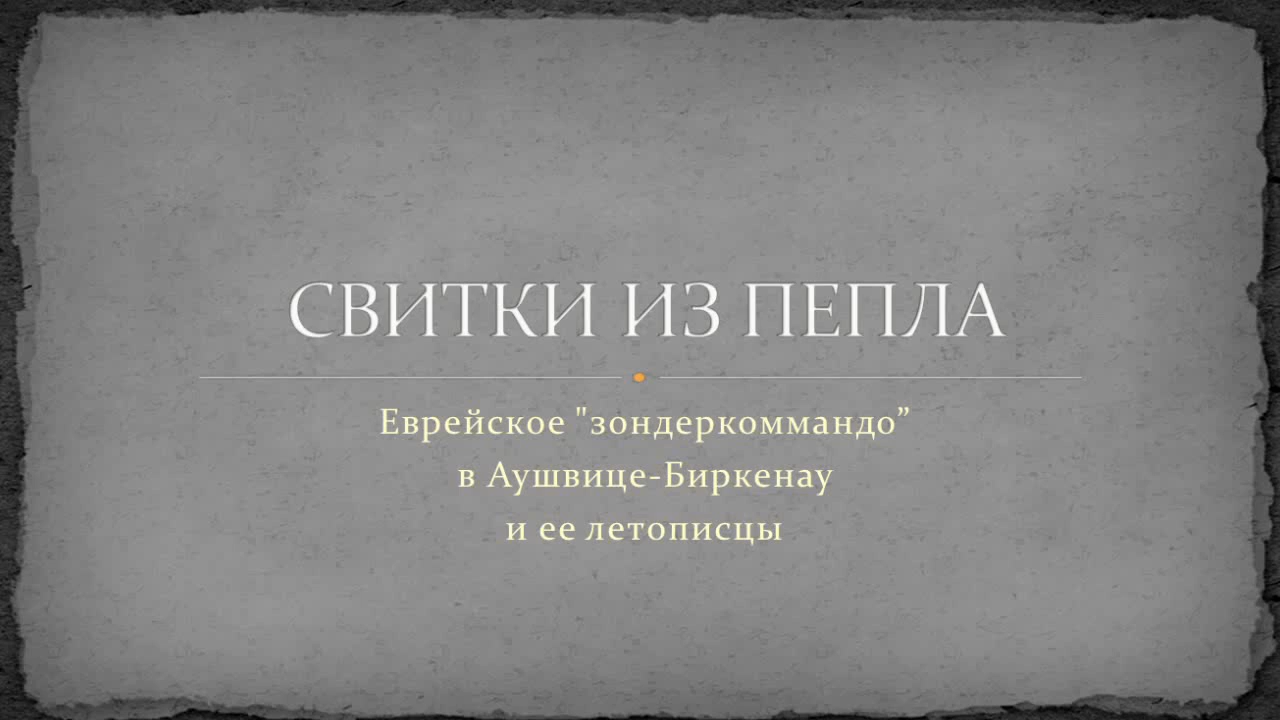 СВИТКИ ИЗ ПЕПЛА
Еврейское "зондеркоммандо”
в Аушвице-Биркенау
и ее летописцы